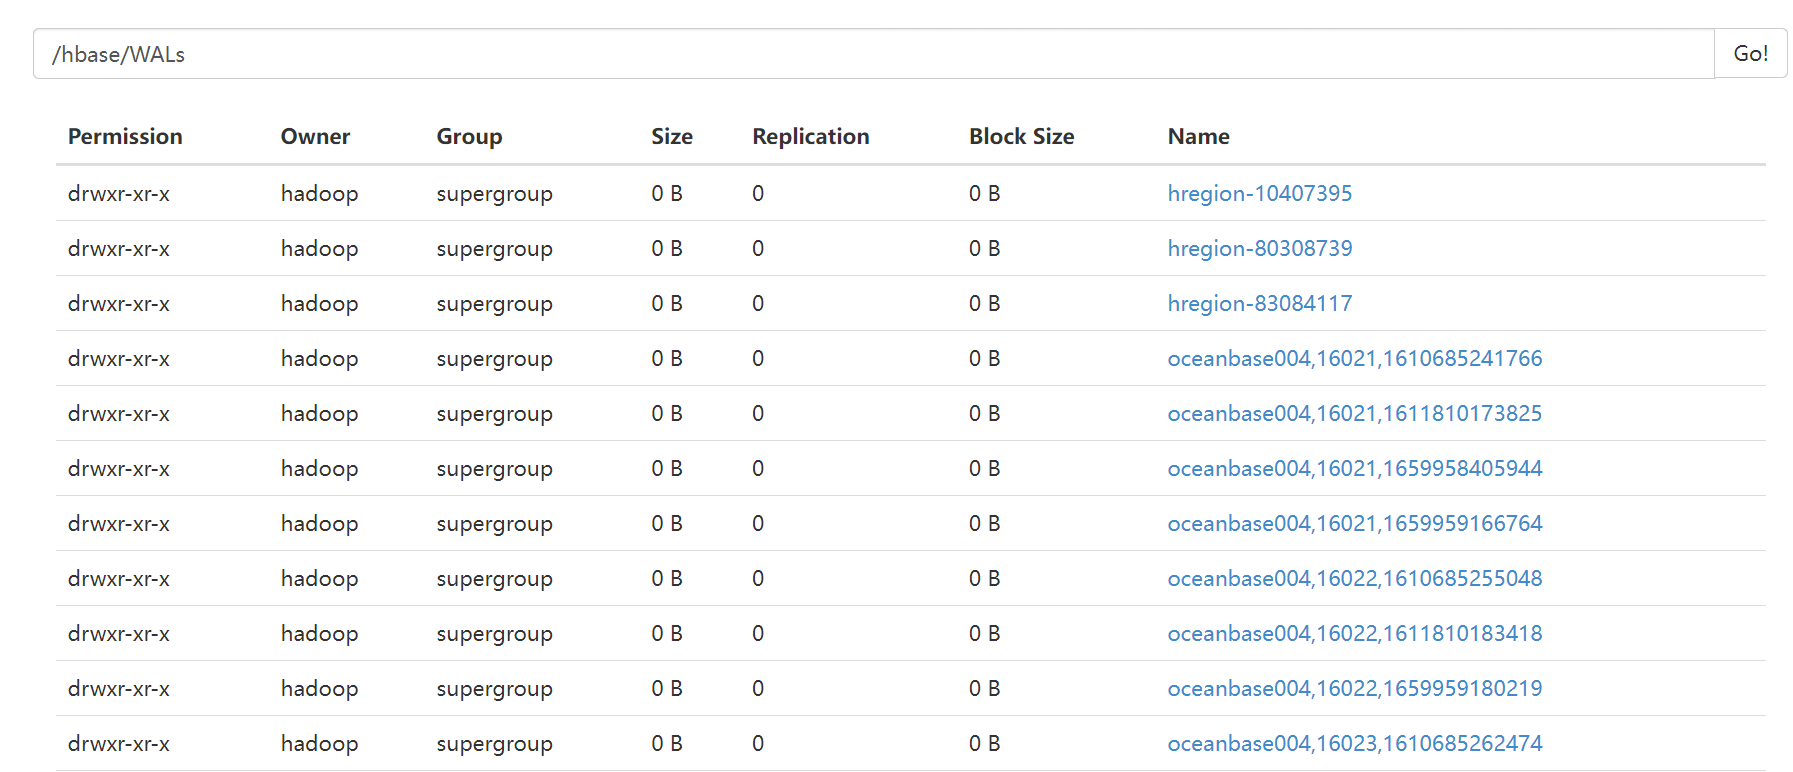 /hbase/WALs Go!
Permission Owner Group Size Replication Block Size Name
drwxr-xr-x hadoop supergroup 0 B 0 0 B hregion-10407395
drwxr-xr-x hadoop supergroup 0 B 0 0 B hregion-80308739
drwxr-xr-x hadoop supergroup 0 B 0 0 B hregion-83084117
drwxr-xr-x hadoop supergroup 0 B 0 0 B oceanbase004,16021,1610685241766
drwxr-xr-x hadoop supergroup 0 B 0 0 B oceanbase004,16021,1611810173825
drwxr-xr-x hadoop supergroup 0 B 0 0 B oceanbase004,16021,1659958405944
drwxr-xr-x hadoop supergroup 0 B 0 0 B oceanbase004,16021,1659959166764
drwxr-xr-x hadoop supergroup 0 B 0 0 B oceanbase004,16022,1610685255048
drwxr-xr-x hadoop supergroup 0 B 0 0 B oceanbase004,16022,1611810183418
drwxr-xr-x hadoop supergroup 0 B 0 0 B oceanbase004,16022,1659959180219
drwxr-xr-x hadoop supergroup 0 B 0 0 B oceanbase004,16023,1610685262474